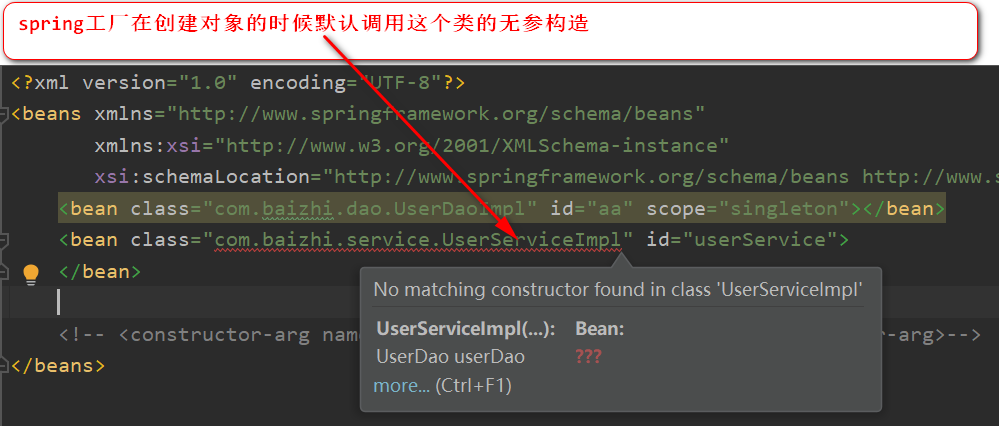 spring工厂在创建对象的时候默认调用这个类的无参构造
<?xml version="1.0" encoding="UTF-8"?>
<beans xmlns="http://www.springframework.org/schema/beans"
xmlns:xsi="http://www.w3.org/2001/XMLSchema-instance"
xsi:schemaLocation="http://www.springframework.org/schema/beans http://www.s
<bean class="com.baizhi.dao.UserDaoImpl" id="aa" scope="singleton"></bean>
<bean class="com.baizhi.service.UserServiceImpl" id="userService">
</bean>
No matching constructor found in class 'UserServiceImpl'
UserServiceImpl(...): Bean:
UserDao userDao ???
more... (Ctrl+F1)
<!-- <constructor-arg nam r-arg>-->
</beans>